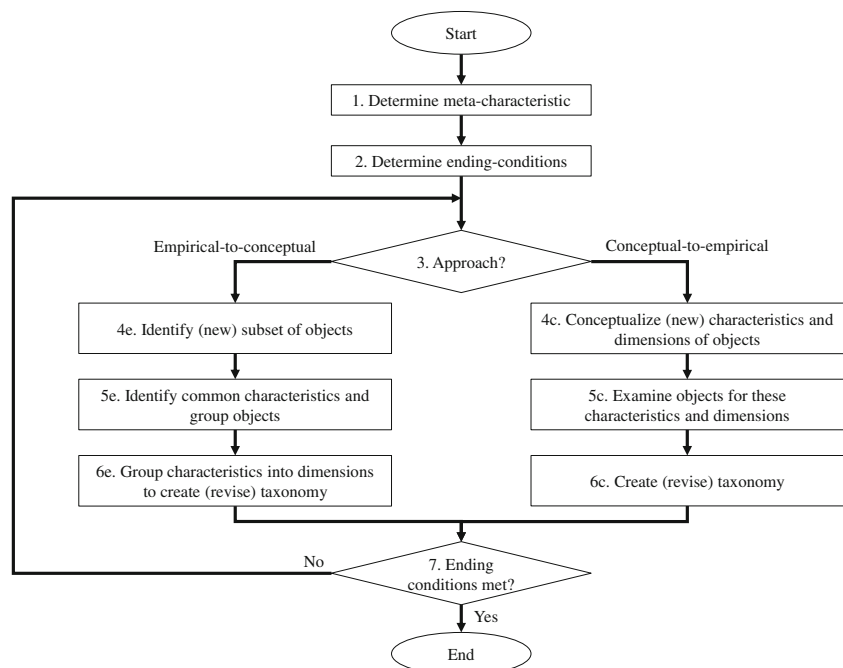 Start
1. Determine meta-characteristic
2. Determine ending-conditions
Empirical-to-conceptual
Conceptual-to-empirical
3. Approach?
4e. Identify (new) subset of objects
4c. Conceptualize (new) characteristics and
dimensions of objects
5e. Identify common characteristics and
group objects
5c. Examine objects for these
characteristics and dimensions
6e. Group characteristics into dimensions
to create (revise) taxonomy
6c. Create (revise) taxonomy
No
7. Ending
conditions met?
Yes
End